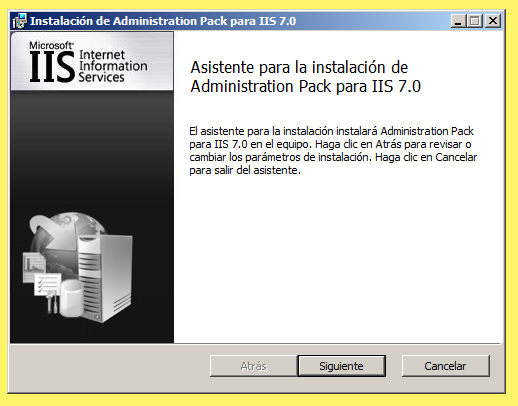 Instalación de Administration Pack para IIS 7.0
Microsoft®
IIS Internet
Information
Services
Asistente para la instalación de
Administration Pack para IIS 7.0
El asistente para la instalación instalará Administration Pack
para IIS 7.0 en el equipo. Haga clic en Atrás para revisar o
cambiar los parámetros de instalación. Haga clic en Cancelar
para salir del asistente.
Atrás
Siguiente
Cancelar